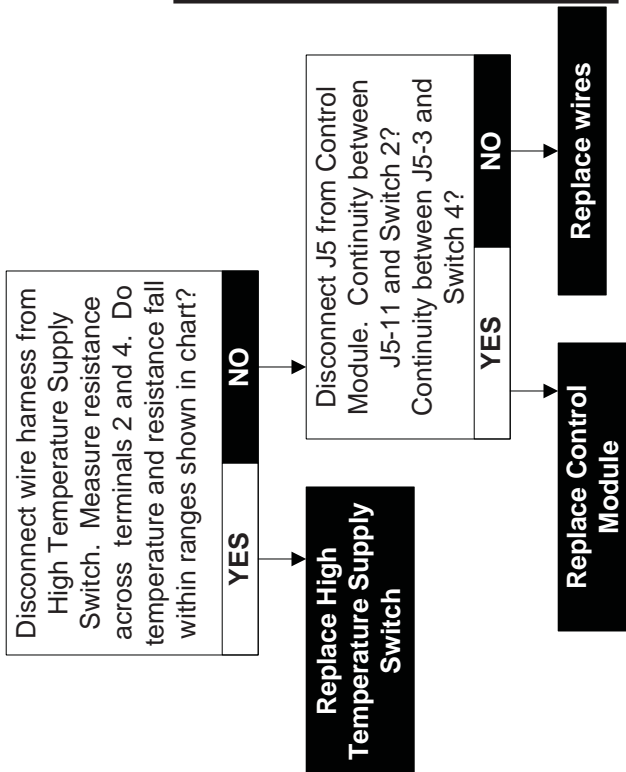 Disconnect wire harness from
High Temperature Supply
Switch. Measure resistance
across terminals 2 and 4. Do
temperature and resistance fall
within ranges shown in chart?
YES
NO
Replace High
Temperature Supply
Switch
Disconnect J5 from Control
Module. Continuity between
J5-11 and Switch 2?
Continuity between J5-3 and
Switch 4?
YES
NO
Replace Control
Module
Replace wires